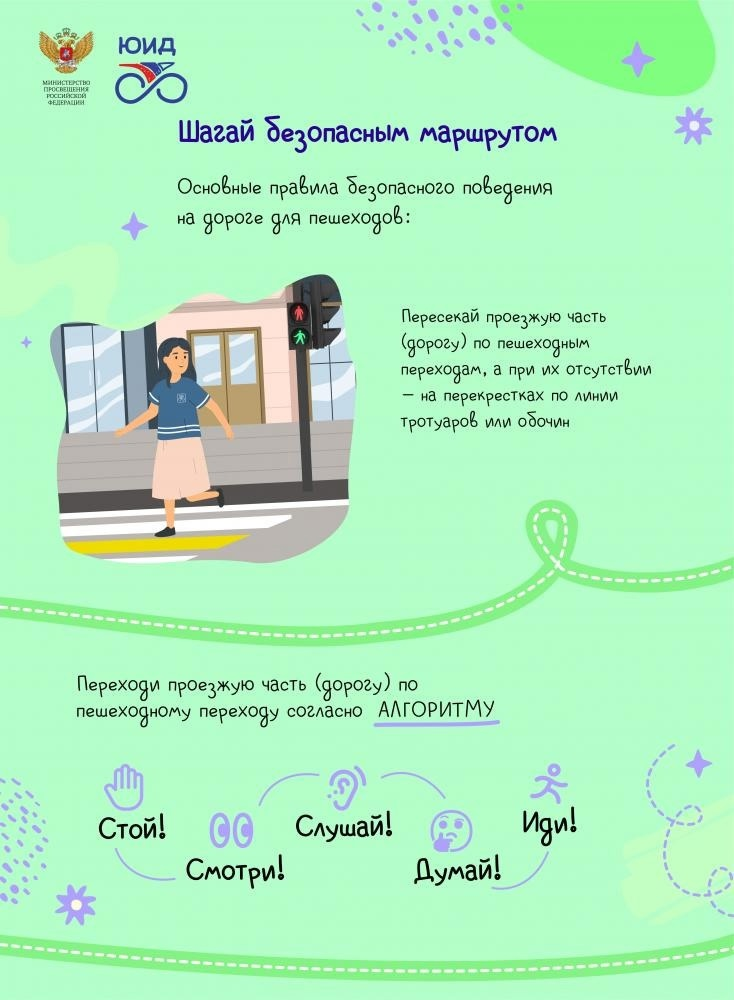 ЮИД
МИНИСТЕРСТВО
ПРОСВЕЩЕНИЯ
РОССИЙСКОЙ
ФЕДЕРАЦИИ
Шагай безопасным маршрутом
Основные правила безопасного поведения
на дороге для пешеходов:
Пересекай проезжую часть
(дорогу) по пешеходным
переходам, а при их отсутствии
– на перекрестках по линии
тротуаров или обочин
Переходи проезжую часть (дорогу) по
пешеходному переходу согласно АЛГОРИТМУ
Стой!
Смотри!
Слушай!
Думай!
Иди!